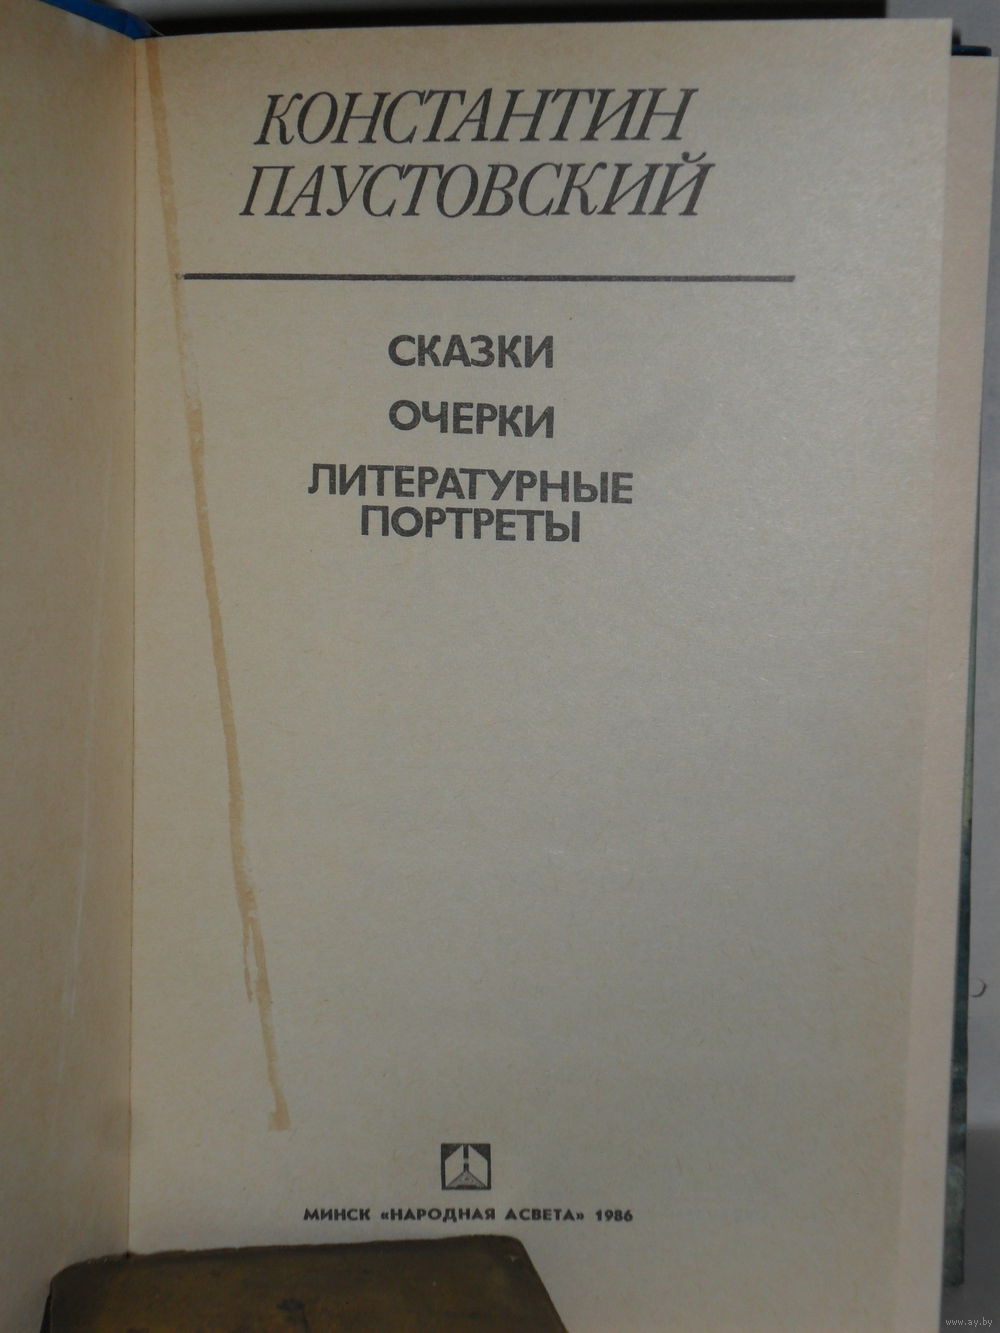 КОНСТАНТИН
ПАУСТОВСКИЙ
СКАЗКИ
ОЧЕРКИ
ЛИТЕРАТУРНЫЕ
ПОРТРЕТЫ
МИНСК «НАРОДНАЯ АСВЕТА» 1986
www.ay.by